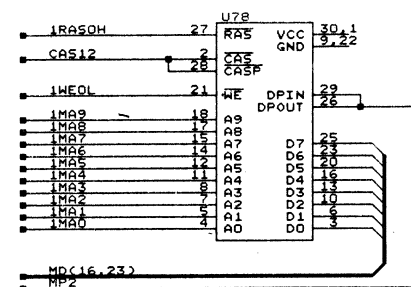 U78
1RASOH 27 RAS VCC 30,1
GND 9,22
CAS12 2 CAS
28 CASP
1WEOL 21 WE DPIN 29
DPOUT 26
1MA9 18 A9
1MA8 17 A8
1MA7 15 A7 D7 25
1MA6 14 A6 D6 23
1MA5 12 A5 D5 20
1MA4 11 A4 D4 16
1MA3 8 A3 D3 13
1MA2 7 A2 D2 10
1MA1 5 A1 D1 6
1MA0 4 A0 D0 3
MD(16,23)
MP2